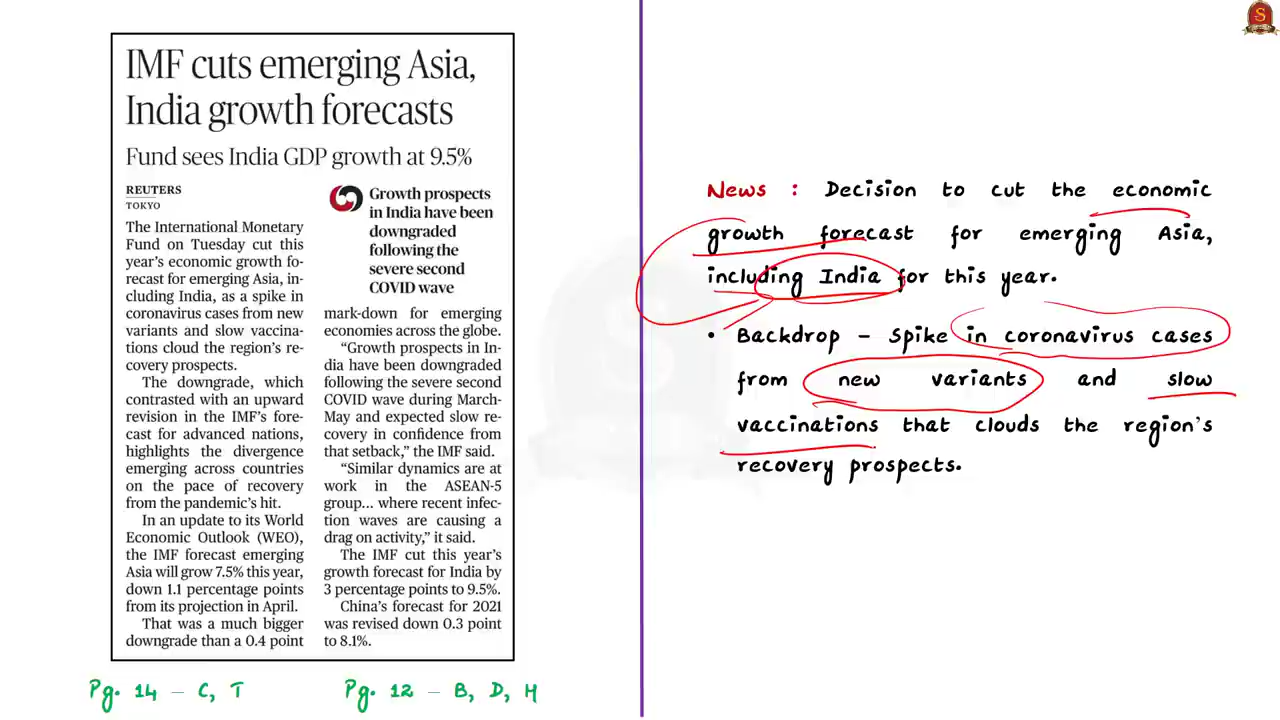 IMF cuts emerging Asia,
India growth forecasts
Fund sees India GDP growth at 9.5%
REUTERS
TOKYO
The International Monetary
Fund on Tuesday cut this
year's economic growth fo-
recast for emerging Asia, in-
cluding India, as a spike in
coronavirus cases from new
variants and slow vaccina-
tions cloud the region's re-
covery prospects.
The downgrade, which
contrasted with an upward
revision in the IMF's fore-
cast for advanced nations,
highlights the divergence
emerging across countries
on the pace of recovery
from the pandemic's hit.
In an update to its World
Economic Outlook (WEO),
the IMF forecast emerging
Asia will grow 7.5% this year,
down 1.1 percentage points
from its projection in April.
That was a much bigger
downgrade than a 0.4 point
Growth prospects
in India have been
downgraded
following the
severe second
COVID wave
mark-down for emerging
economies across the globe.
"Growth prospects in In-
dia have been downgraded
following the severe second
COVID wave during March-
May and expected slow re-
covery in confidence from
that setback," the IMF said.
"Similar dynamics are at
work in the ASEAN-5
group... where recent infec-
tion waves are causing a
drag on activity," it said.
The IMF cut this year's
growth forecast for India by
3 percentage points to 9.5%.
China's forecast for 2021
was revised down 0.3 point
to 8.1%.
Pg. 14 – C, T
Pg. 12 – B, D, H
News : Decision to cut the economic
growth forecast for emerging Asia,
including India for this year.
• Backdrop – Spike in coronavirus cases
from new variants and slow
vaccinations that clouds the region's
recovery prospects.